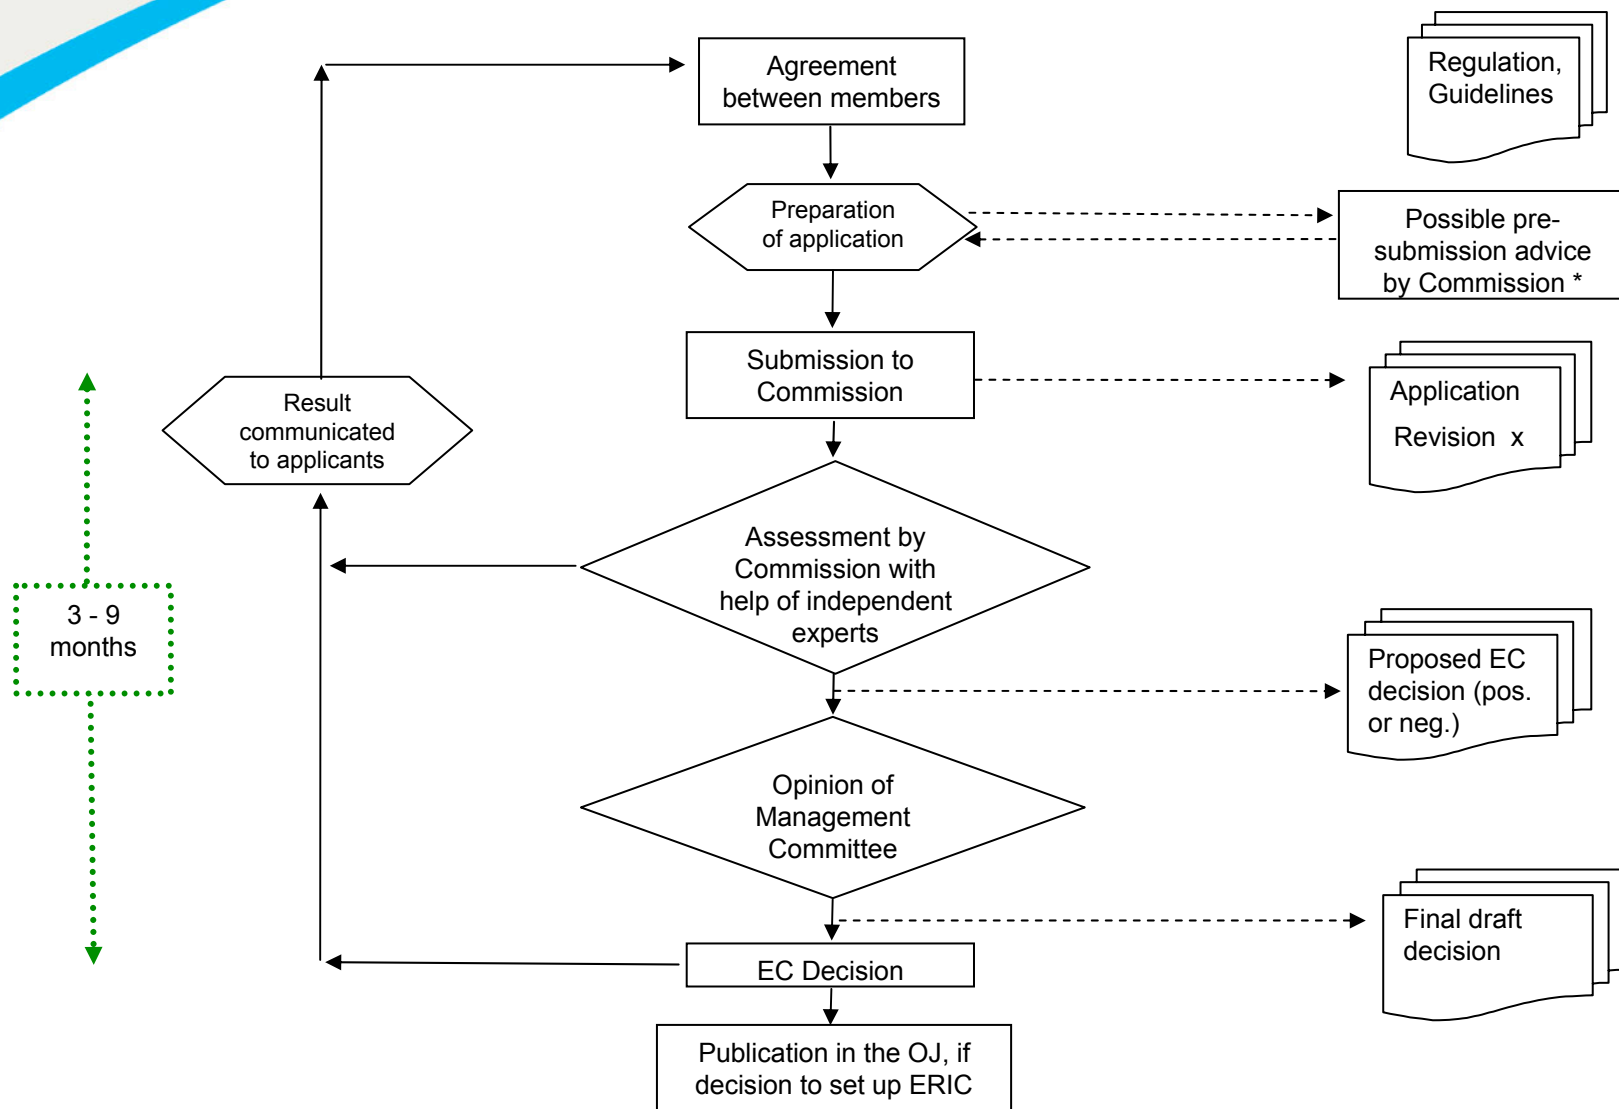 Agreement
between members
Regulation,
Guidelines
Preparation
of application
Possible pre-
submission advice
by Commission *
Submission to
Commission
Application
Revision x
Result
communicated
to applicants
Assessment by
Commission with
help of independent
experts
3 - 9
months
Proposed EC
decision (pos.
or neg.)
Opinion of
Management
Committee
Final draft
decision
EC Decision
Publication in the OJ, if
decision to set up ERIC